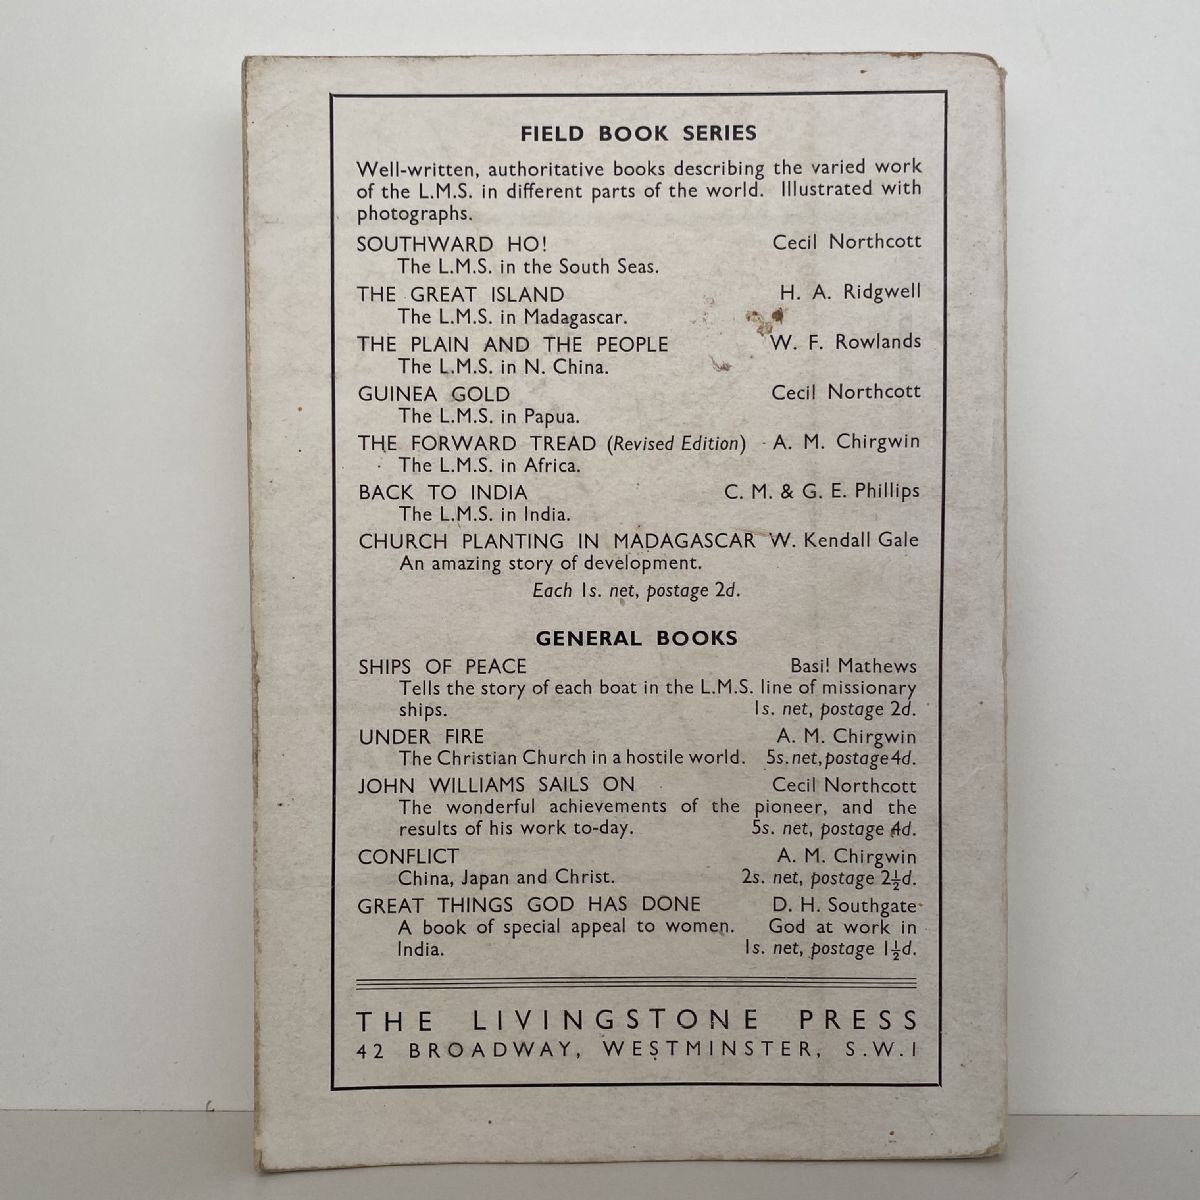 FIELD BOOK SERIES
Well-written, authoritative books describing the varied work
of the L.M.S. in different parts of the world. Illustrated with
photographs.
SOUTHWARD HO! Cecil Northcott
The L.M.S. in the South Seas.
THE GREAT ISLAND H. A. Ridgwell
The L.M.S. in Madagascar.
THE PLAIN AND THE PEOPLE W. F. Rowlands
The L.M.S. in N. China.
GUINEA GOLD Cecil Northcott
The L.M.S. in Papua.
THE FORWARD TREAD (Revised Edition) A. M. Chirgwin
The L.M.S. in Africa.
BACK TO INDIA C. M. & G. E. Phillips
The L.M.S. in India.
CHURCH PLANTING IN MADAGASCAR W. Kendall Gale
An amazing story of development.
Each 1s. net, postage 2d.
GENERAL BOOKS
SHIPS OF PEACE Basil Mathews
Tells the story of each boat in the L.M.S. line of missionary
ships. 1s. net, postage 2d.
UNDER FIRE A. M. Chirgwin
The Christian Church in a hostile world. 5s. net, postage 4d.
JOHN WILLIAMS SAILS ON Cecil Northcott
The wonderful achievements of the pioneer, and the
results of his work to-day. 5s. net, postage 4d.
CONFLICT A. M. Chirgwin
China, Japan and Christ. 2s. net, postage 2½d.
GREAT THINGS GOD HAS DONE D. H. Southgate
A book of special appeal to women. God at work in
India. 1s. net, postage 1½d.
THE LIVINGSTONE PRESS
42 BROADWAY, WESTMINSTER, S.W.1